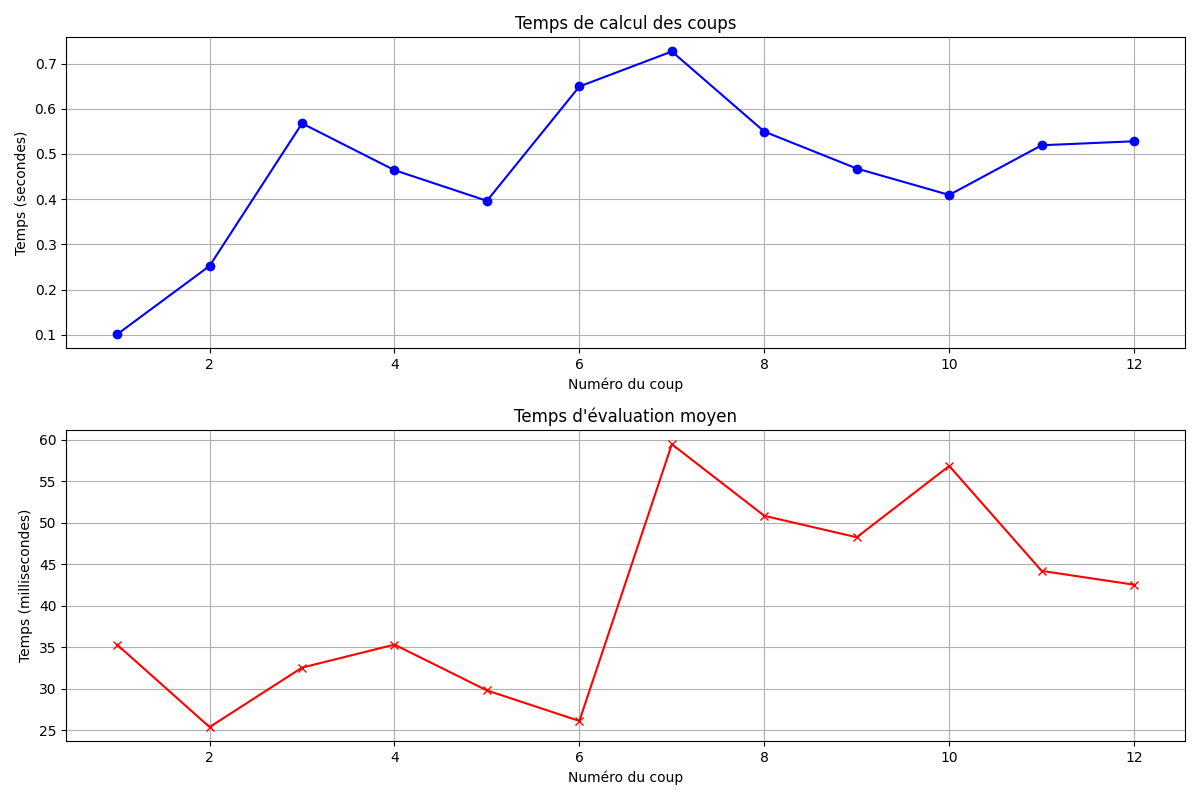 Temps de calcul des coups
0.7
0.6
0.5
0.4
0.3
0.2
0.1
Temps (secondes)
2 4 6 8 10 12
Numéro du coup
Temps d'évaluation moyen
60
55
50
45
40
35
30
25
Temps (millisecondes)
2 4 6 8 10 12
Numéro du coup